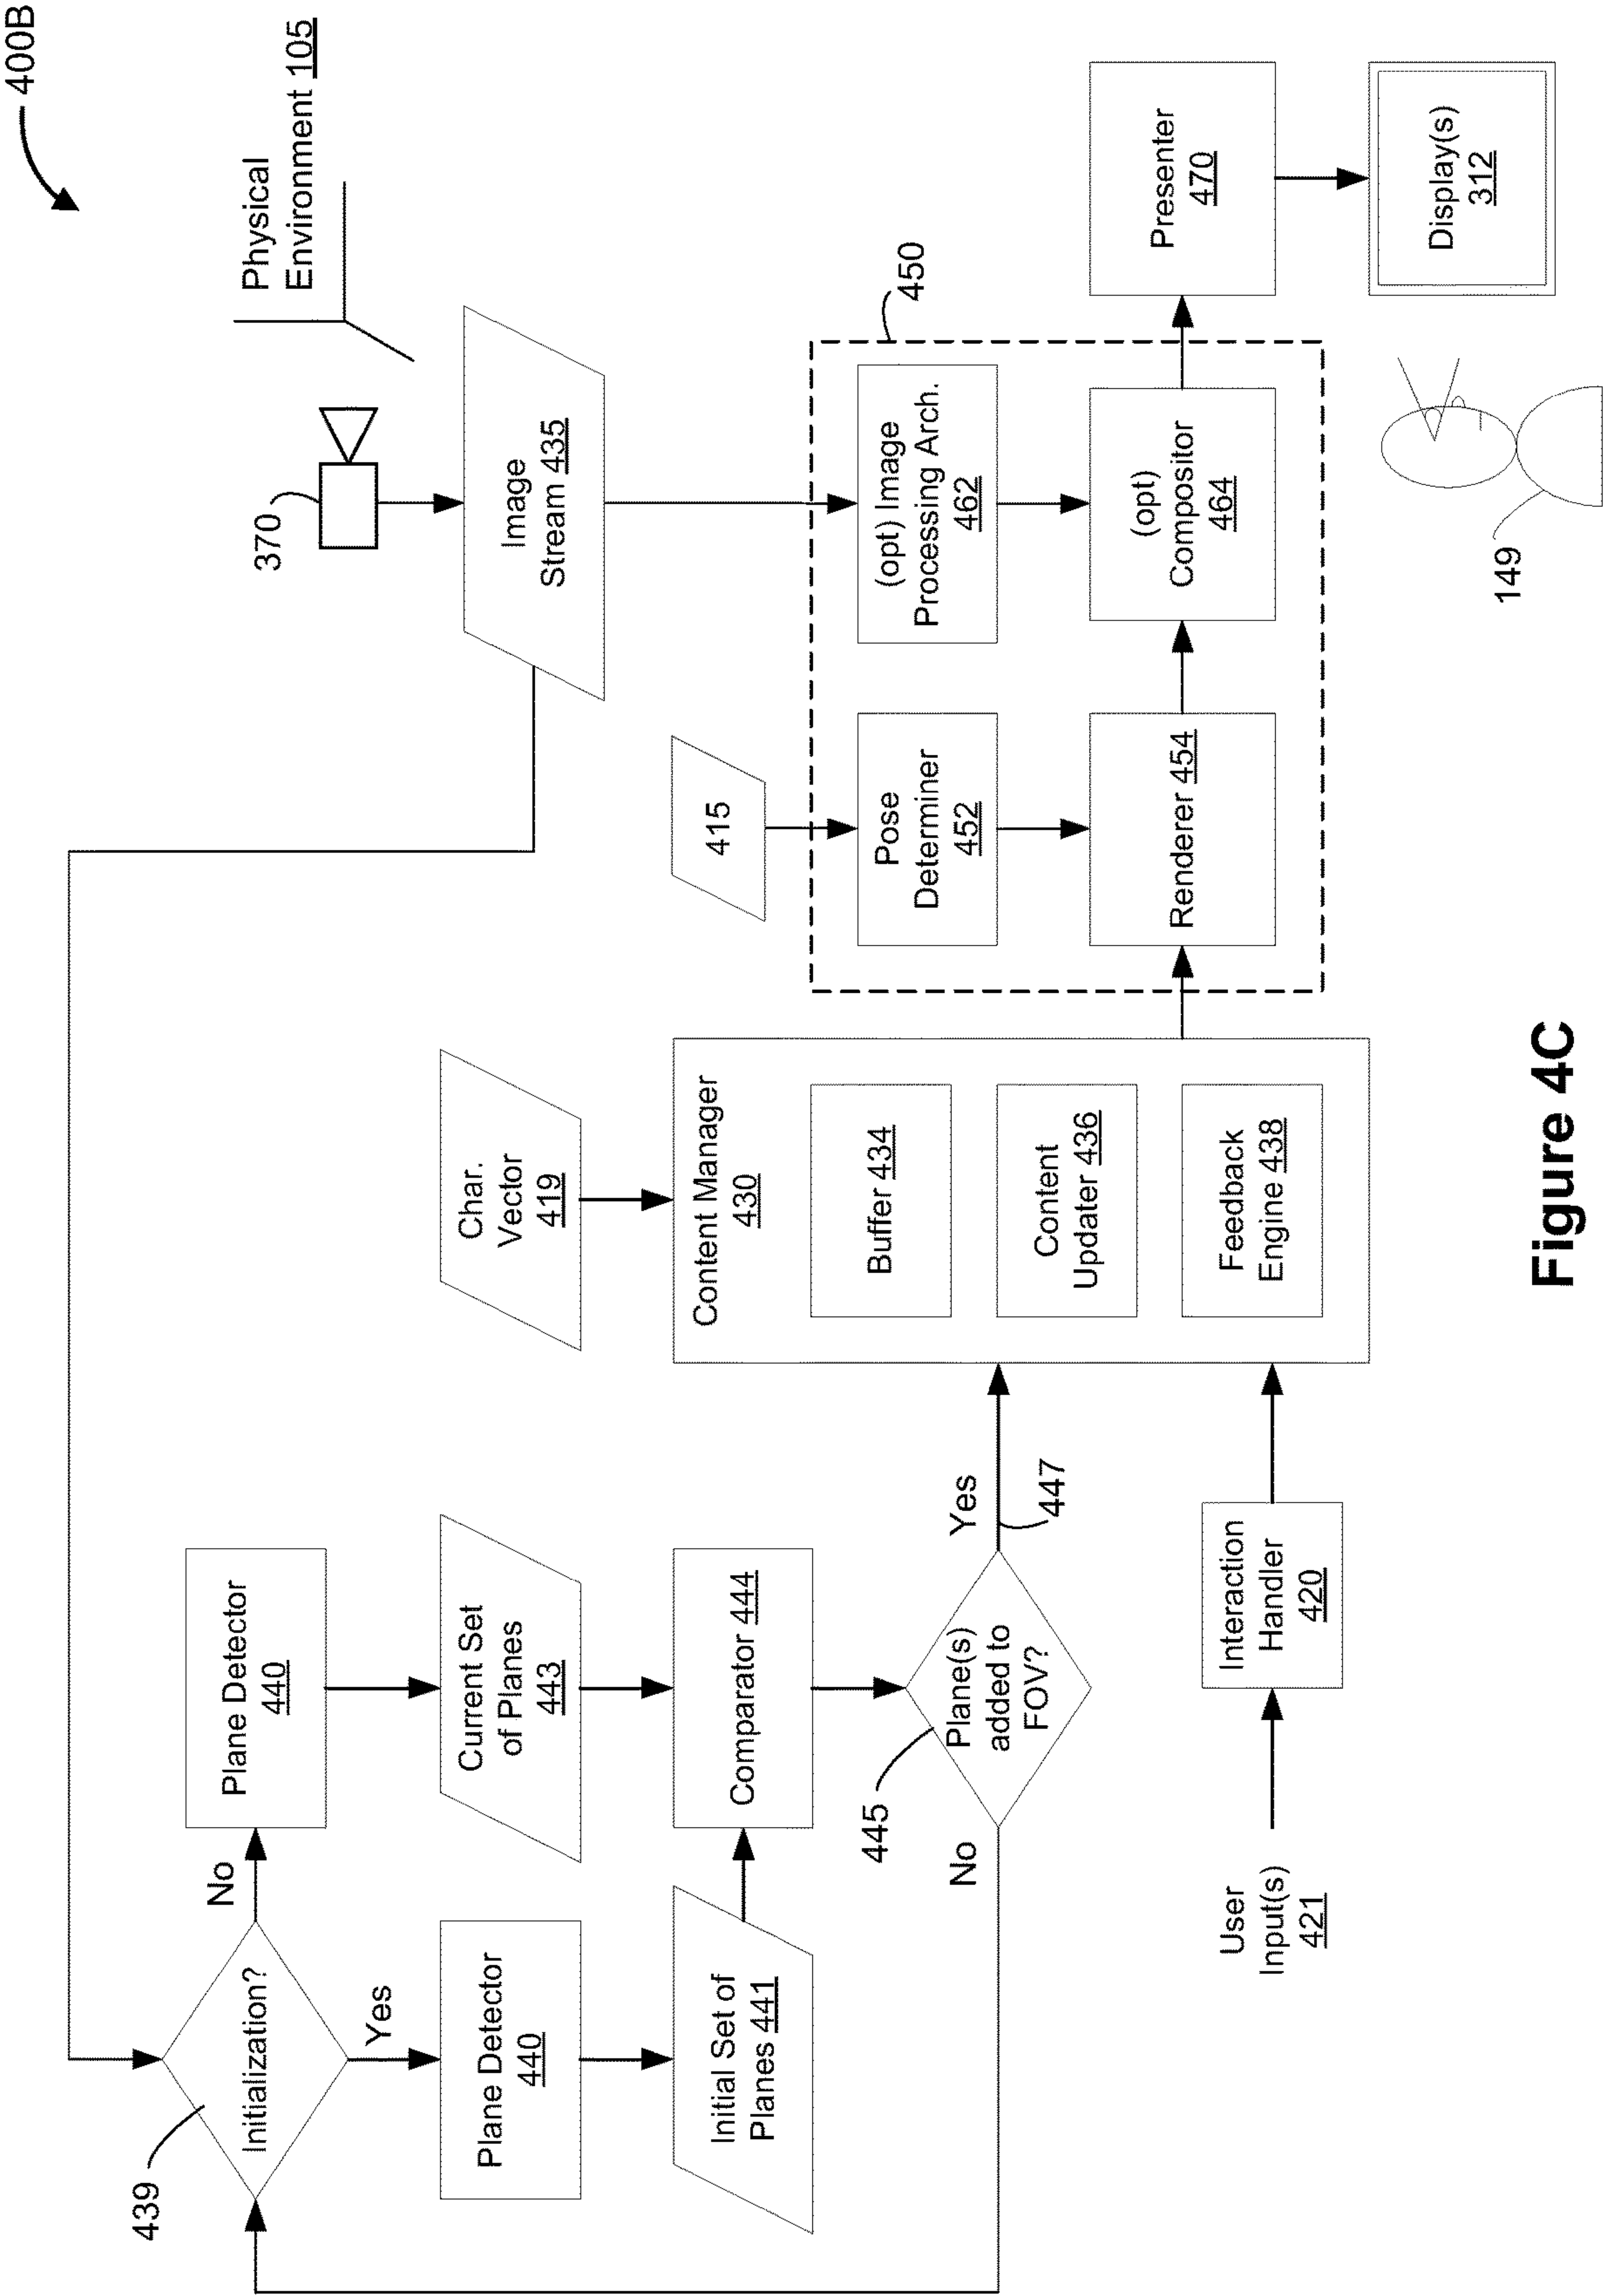 400B
Physical
Environment 105
370
Image
Stream 435
Initialization?
439
No
Yes
Plane Detector
440
Plane Detector
440
Current Set
of Planes
443
Initial Set of
Planes 441
Comparator 444
Plane(s)
added to
FOV?
445
No
Yes
447
Char.
Vector
419
Content Manager
430
Buffer 434
Content
Updater 436
Feedback
Engine 438
User
Input(s)
421
Interaction
Handler
420
415
450
Pose
Determiner
452
(opt) Image
Processing Arch.
462
Renderer 454
(opt)
Compositor
464
Presenter
470
Display(s)
312
149
Figure 4C